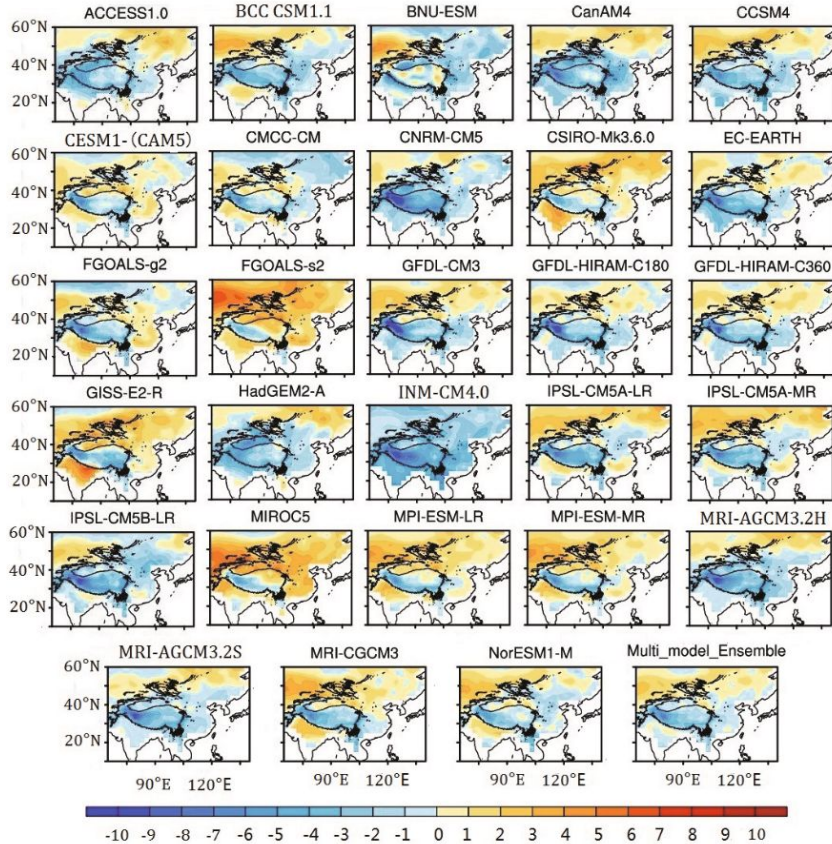 ACCESS1.0 BCC CSM1.1 BNU-ESM CanAM4 CCSM4
60°N
40°N
20°N
CESM1-(CAM5) CMCC-CM CNRM-CM5 CSIRO-Mk3.6.0 EC-EARTH
60°N
40°N
20°N
FGOALS-g2 FGOALS-s2 GFDL-CM3 GFDL-HIRAM-C180 GFDL-HIRAM-C360
60°N
40°N
20°N
GISS-E2-R HadGEM2-A INM-CM4.0 IPSL-CM5A-LR IPSL-CM5A-MR
60°N
40°N
20°N
IPSL-CM5B-LR MIROC5 MPI-ESM-LR MPI-ESM-MR MRI-AGCM3.2H
60°N
40°N
20°N
MRI-AGCM3.2S MRI-CGCM3 NorESM1-M Multi_model_Ensemble
60°N
40°N
20°N
90°E 120°E 90°E 120°E 90°E 120°E 90°E 120°E
-10 -9 -8 -7 -6 -5 -4 -3 -2 -1 0 1 2 3 4 5 6 7 8 9 10